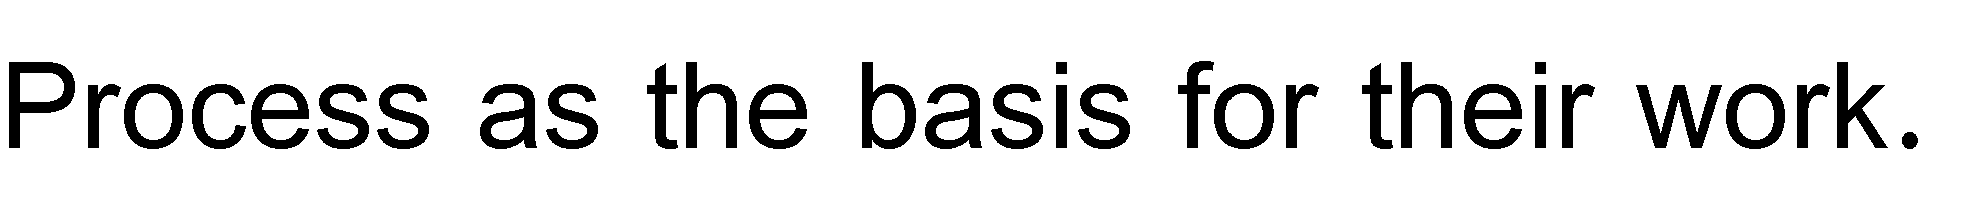 Process as the basis for their work.